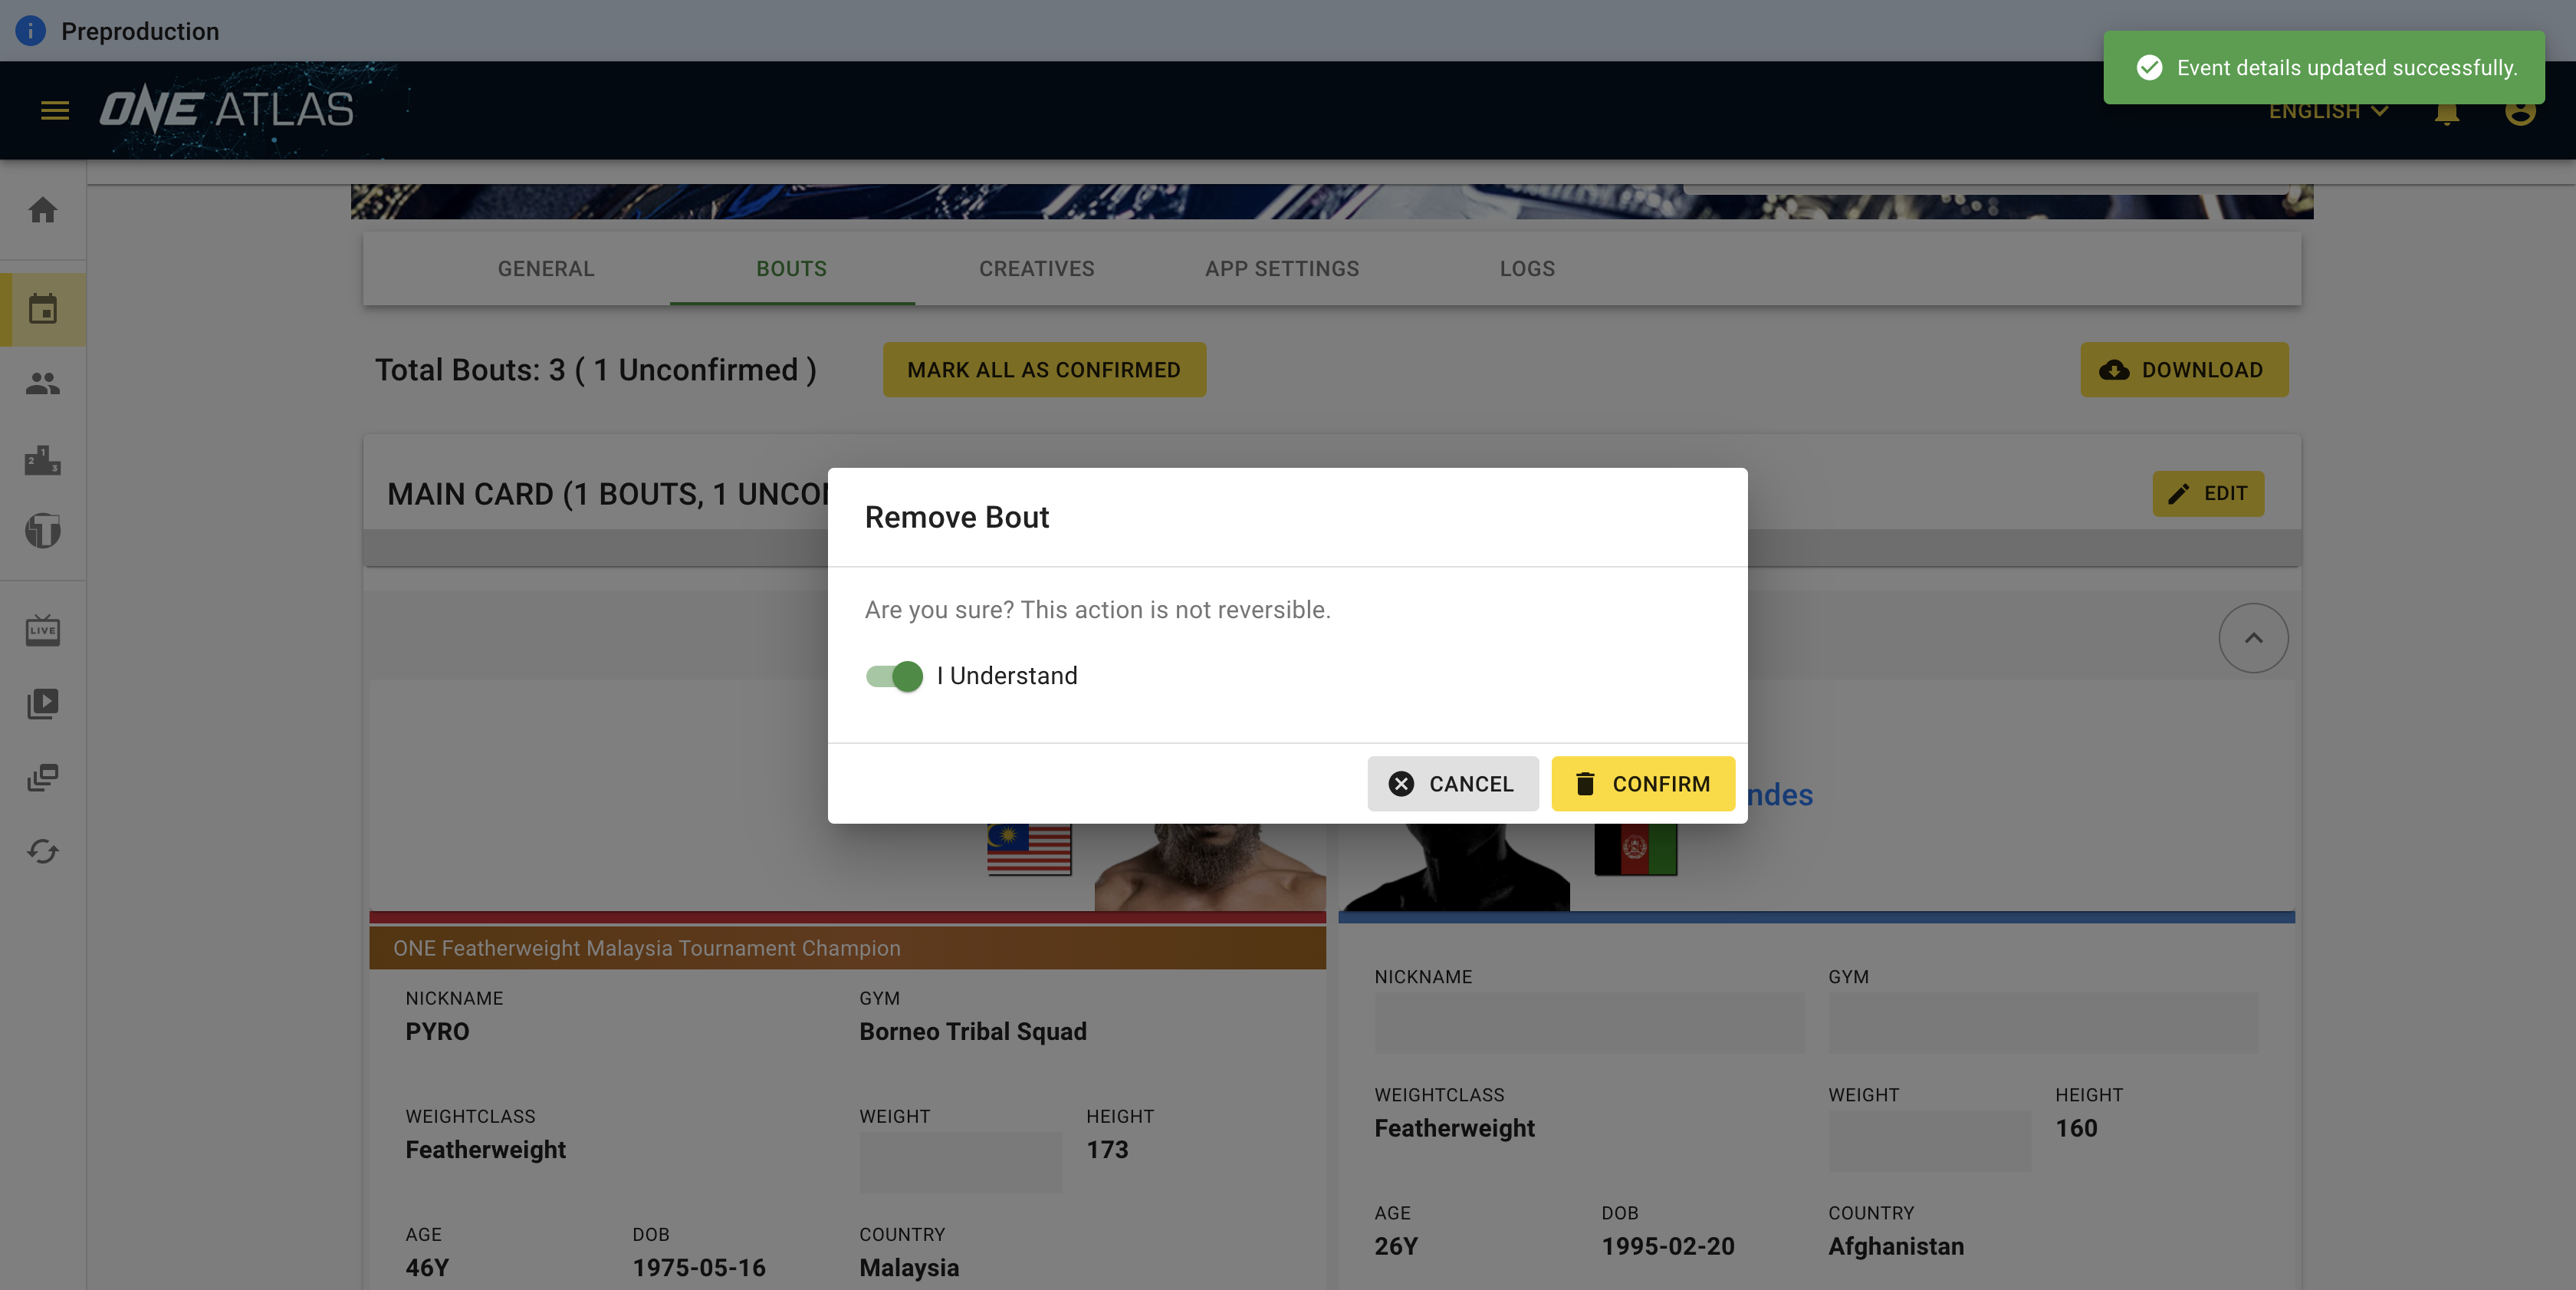 Preproduction
Event details updated successfully.
ONE ATLAS
ENGLISH
GENERAL
BOUTS
CREATIVES
APP SETTINGS
LOGS
Total Bouts: 3 ( 1 Unconfirmed )
MARK ALL AS CONFIRMED
DOWNLOAD
MAIN CARD (1 BOUTS, 1
EDIT
Remove Bout
Are you sure? This action is not reversible.
I Understand
CANCEL
CONFIRM
LIVE
ONE Featherweight Malaysia Tournament Champion
NICKNAME
PYRO
GYM
Borneo Tribal Squad
WEIGHTCLASS
Featherweight
WEIGHT
HEIGHT
173
AGE
46Y
DOB
1975-05-16
COUNTRY
Malaysia
NICKNAME
GYM
WEIGHTCLASS
Featherweight
WEIGHT
HEIGHT
160
AGE
26Y
DOB
1995-02-20
COUNTRY
Afghanistan